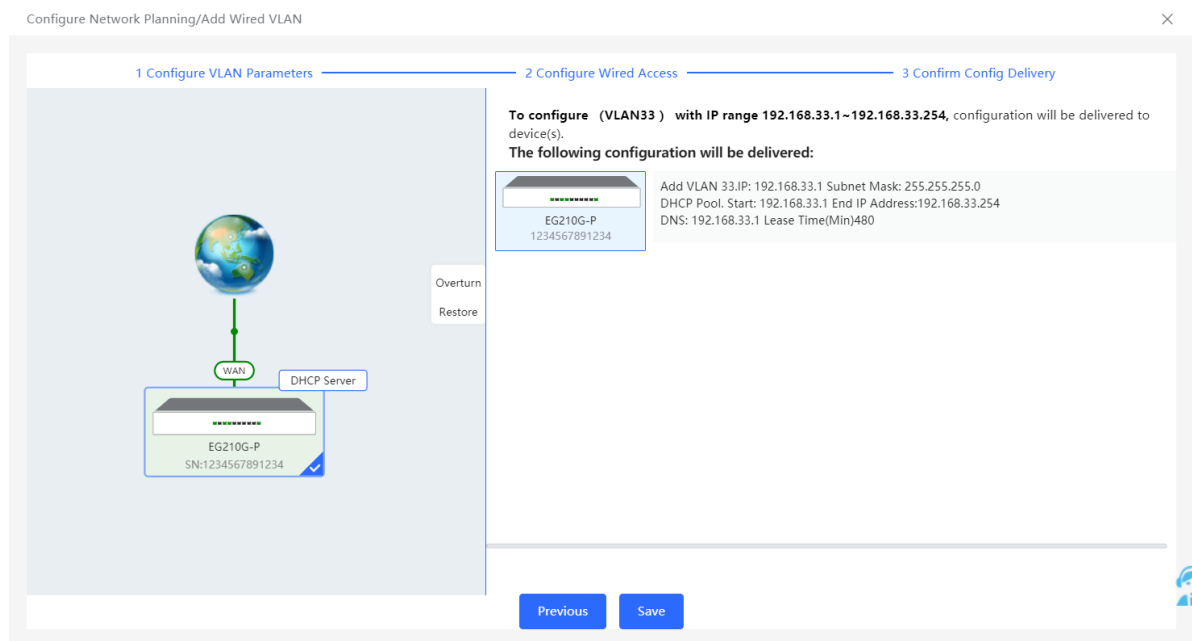 Configure Network Planning/Add Wired VLAN
1 Configure VLAN Parameters
2 Configure Wired Access
3 Confirm Config Delivery
Overturn
Restore
WAN
DHCP Server
EG210G-P
SN:1234567891234
To configure （VLAN33 ） with IP range 192.168.33.1~192.168.33.254, configuration will be delivered to
device(s).
The following configuration will be delivered:
EG210G-P
1234567891234
Add VLAN 33.IP: 192.168.33.1 Subnet Mask: 255.255.255.0
DHCP Pool. Start: 192.168.33.1 End IP Address:192.168.33.254
DNS: 192.168.33.1 Lease Time(Min)480
Previous
Save